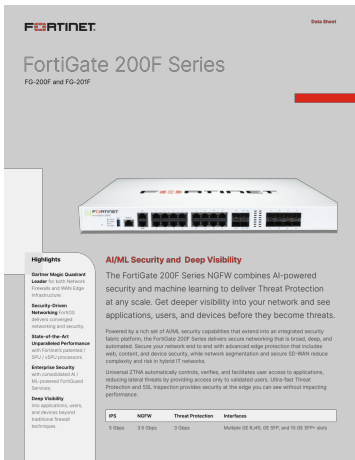 FORTINET
Data Sheet
FortiGate 200F Series
FG-200F and FG-201F
FORTINET
Highlights
Gartner Magic Quadrant
Leader for both Network
Firewalls and WAN Edge
Infrastructure.
Security-Driven
Networking FortiOS
delivers converged
networking and security.
State-of-the-Art
Unparalleled Performance
with Fortinet's patented /
SPU / vSPU processors.
Enterprise Security
with consolidated AI /
ML-powered FortiGuard
Services.
Deep Visibility
into applications, users,
and devices beyond
traditional firewall
techniques.
AI/ML Security and Deep Visibility
The FortiGate 200F Series NGFW combines AI-powered
security and machine learning to deliver Threat Protection
at any scale. Get deeper visibility into your network and see
applications, users, and devices before they become threats.
Powered by a rich set of AI/ML security capabilities that extend into an integrated security
fabric platform, the FortiGate 200F Series delivers secure networking that is broad, deep, and
automated. Secure your network end to end with advanced edge protection that includes
web, content, and device security, while network segmentation and secure SD-WAN reduce
complexity and risk in hybrid IT networks.
Universal ZTNA automatically controls, verifies, and facilitates user access to applications,
reducing lateral threats by providing access only to validated users. Ultra-fast Threat
Protection and SSL Inspection provides security at the edge you can see without impacting
performance.
IPS NGFW Threat Protection Interfaces
5 Gbps 3.5 Gbps 3 Gbps Multiple GE RJ45, GE SFP, and 10 GE SFP+ slots